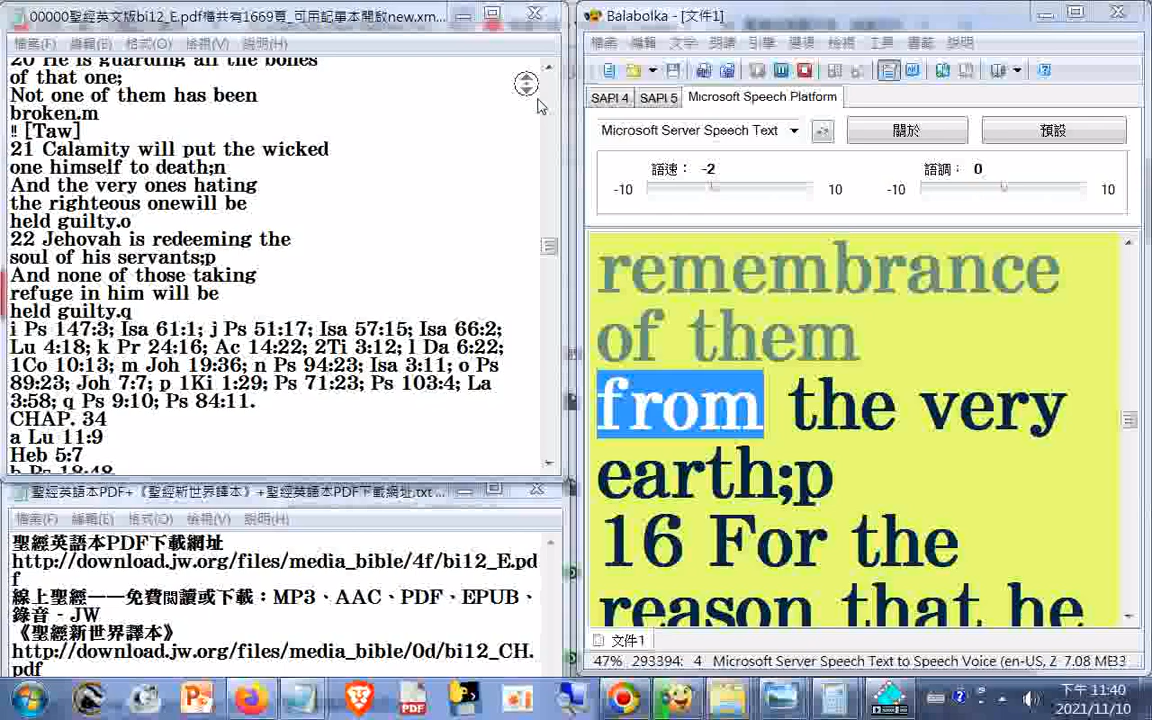 00000聖經英文版bi12_E.pdf檔共有1669頁_可用記事本開啟new.xm...
檔案(F) 編輯(E) 格式(O) 檢視(V) 說明(H)
20 He is guarding all the bones
of that one;
Not one of them has been
broken.m
‼ [Taw]
21 Calamity will put the wicked
one himself to death;n
And the very ones hating
the righteous onewill be
held guilty.o
22 Jehovah is redeeming the
soul of his servants;p
And none of those taking
refuge in him will be
held guilty.q
i Ps 147:3; Isa 61:1; j Ps 51:17; Isa 57:15; Isa 66:2;
Lu 4:18; k Pr 24:16; Ac 14:22; 2Ti 3:12; l Da 6:22;
1Co 10:13; m Joh 19:36; n Ps 94:23; Isa 3:11; o Ps
89:23; Joh 7:7; p 1Ki 1:29; Ps 71:23; Ps 103:4; La
3:58; q Ps 9:10; Ps 84:11.
CHAP. 34
a Lu 11:9
Heb 5:7
b Ps 18:48
聖經英語本PDF+《聖經新世界譯本》+聖經英語本PDF下載網址.txt ...
檔案(F) 編輯(E) 格式(O) 檢視(V) 說明(H)
聖經英語本PDF下載網址
http://download.jw.org/files/media_bible/4f/bi12_E.pd
f
線上聖經——免費閱讀或下載：MP3、AAC、PDF、EPUB、
錄音 - JW
《聖經新世界譯本》
http://download.jw.org/files/media_bible/0d/bi12_CH.
pdf
Balabolka - [文件1]
檔案 編輯 文字 朗讀 引擎 選項 檢視 工具 書籤 說明
SAPI 4 SAPI 5 Microsoft Speech Platform
Microsoft Server Speech Text 關於 預設
語速： -2 語調： 0
-10 10 -10 10
remembrance
of them
from the very
earth;p
16 For the
reason that he
文件1
47% 293394: 4 Microsoft Server Speech Text to Speech Voice (en-US, Z 7.08 MB3
下午 11:40
2021/11/10